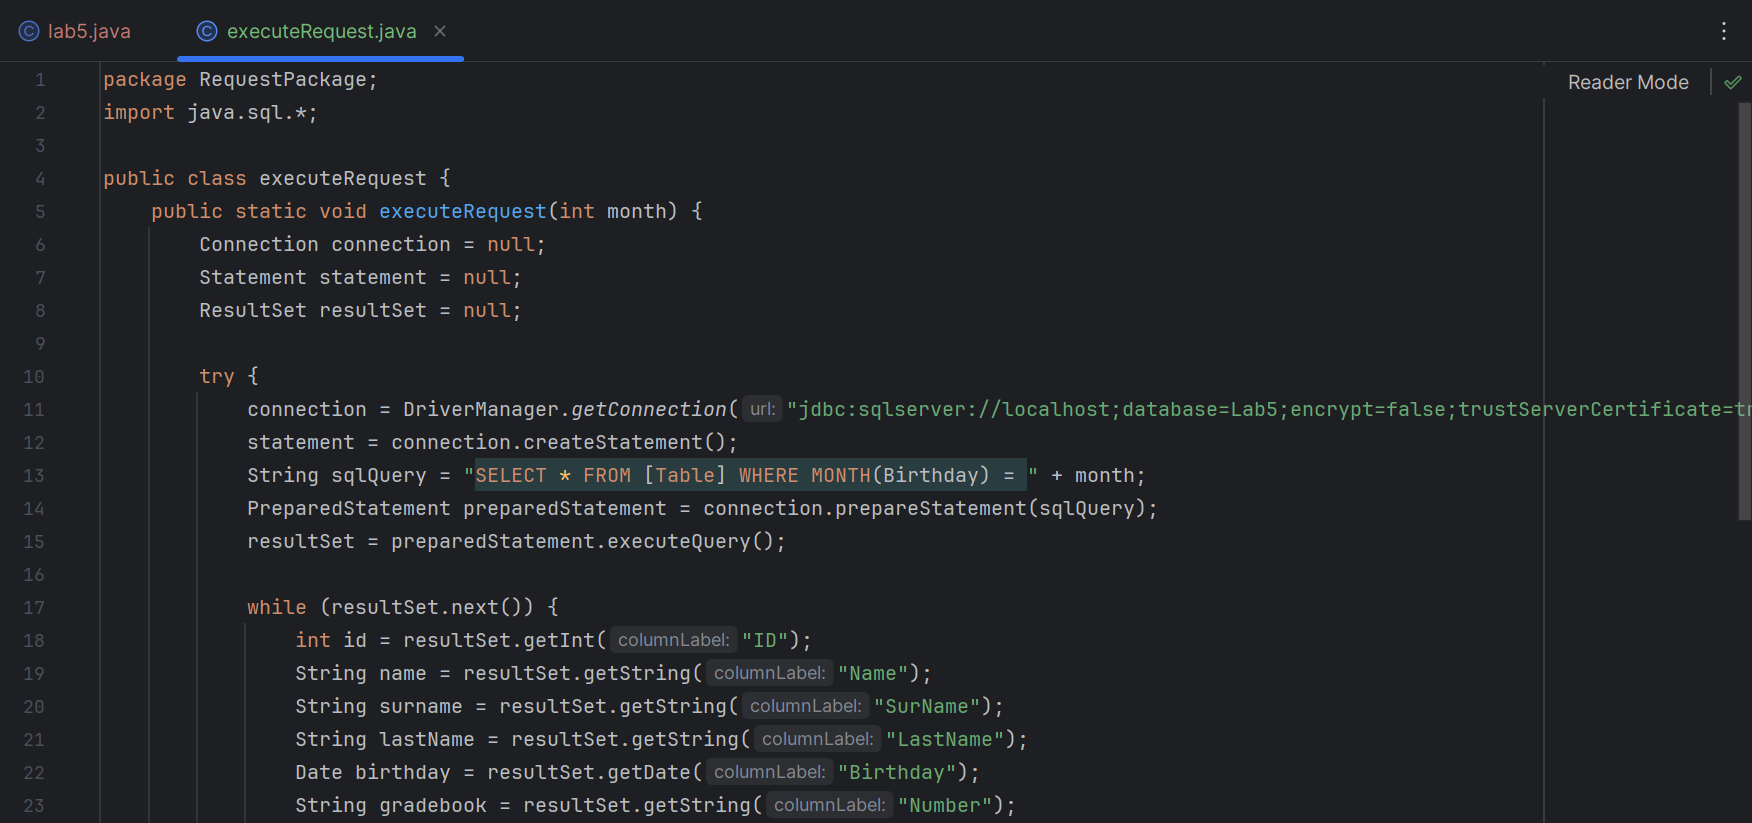 lab5.java executeRequest.java
Reader Mode
1 package RequestPackage;
2 import java.sql.*;
3
4 public class executeRequest {
5 public static void executeRequest(int month) {
6 Connection connection = null;
7 Statement statement = null;
8 ResultSet resultSet = null;
9
10 try {
11 connection = DriverManager.getConnection( url: "jdbc:sqlserver://localhost;database=Lab5;encrypt=false;trustServerCertificate=tr
12 statement = connection.createStatement();
13 String sqlQuery = "SELECT * FROM [Table] WHERE MONTH(Birthday) = " + month;
14 PreparedStatement preparedStatement = connection.prepareStatement(sqlQuery);
15 resultSet = preparedStatement.executeQuery();
16
17 while (resultSet.next()) {
18 int id = resultSet.getInt( columnLabel: "ID");
19 String name = resultSet.getString( columnLabel: "Name");
20 String surname = resultSet.getString( columnLabel: "SurName");
21 String lastName = resultSet.getString( columnLabel: "LastName");
22 Date birthday = resultSet.getDate( columnLabel: "Birthday");
23 String gradebook = resultSet.getString( columnLabel: "Number");